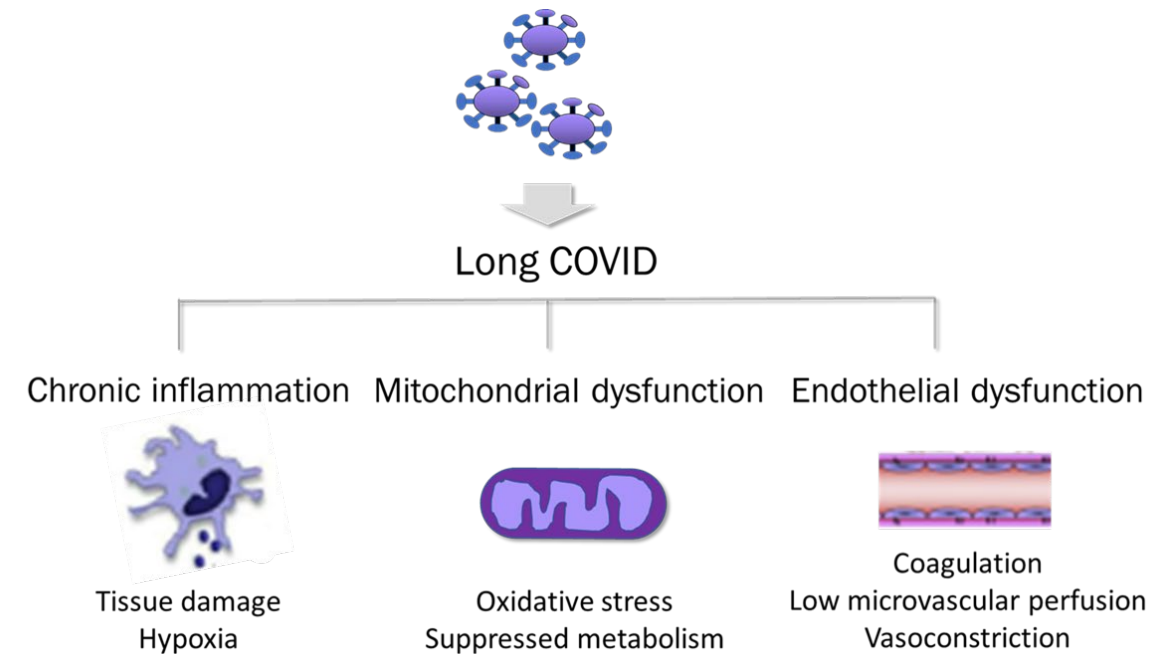 Long COVID
Chronic inflammation
Mitochondrial dysfunction
Endothelial dysfunction
Tissue damage
Hypoxia
Oxidative stress
Suppressed metabolism
Coagulation
Low microvascular perfusion
Vasoconstriction